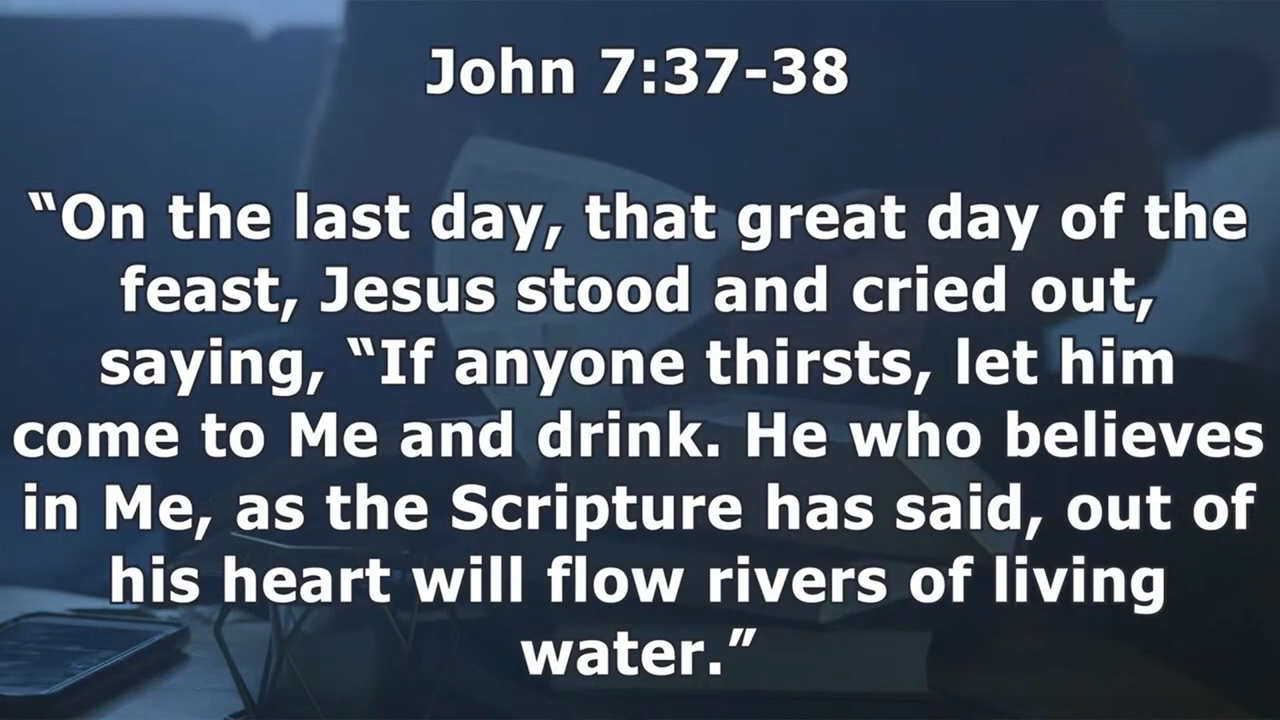 John 7:37-38
“On the last day, that great day of the
feast, Jesus stood and cried out,
saying, “If anyone thirsts, let him
come to Me and drink. He who believes
in Me, as the Scripture has said, out of
his heart will flow rivers of living
water.”